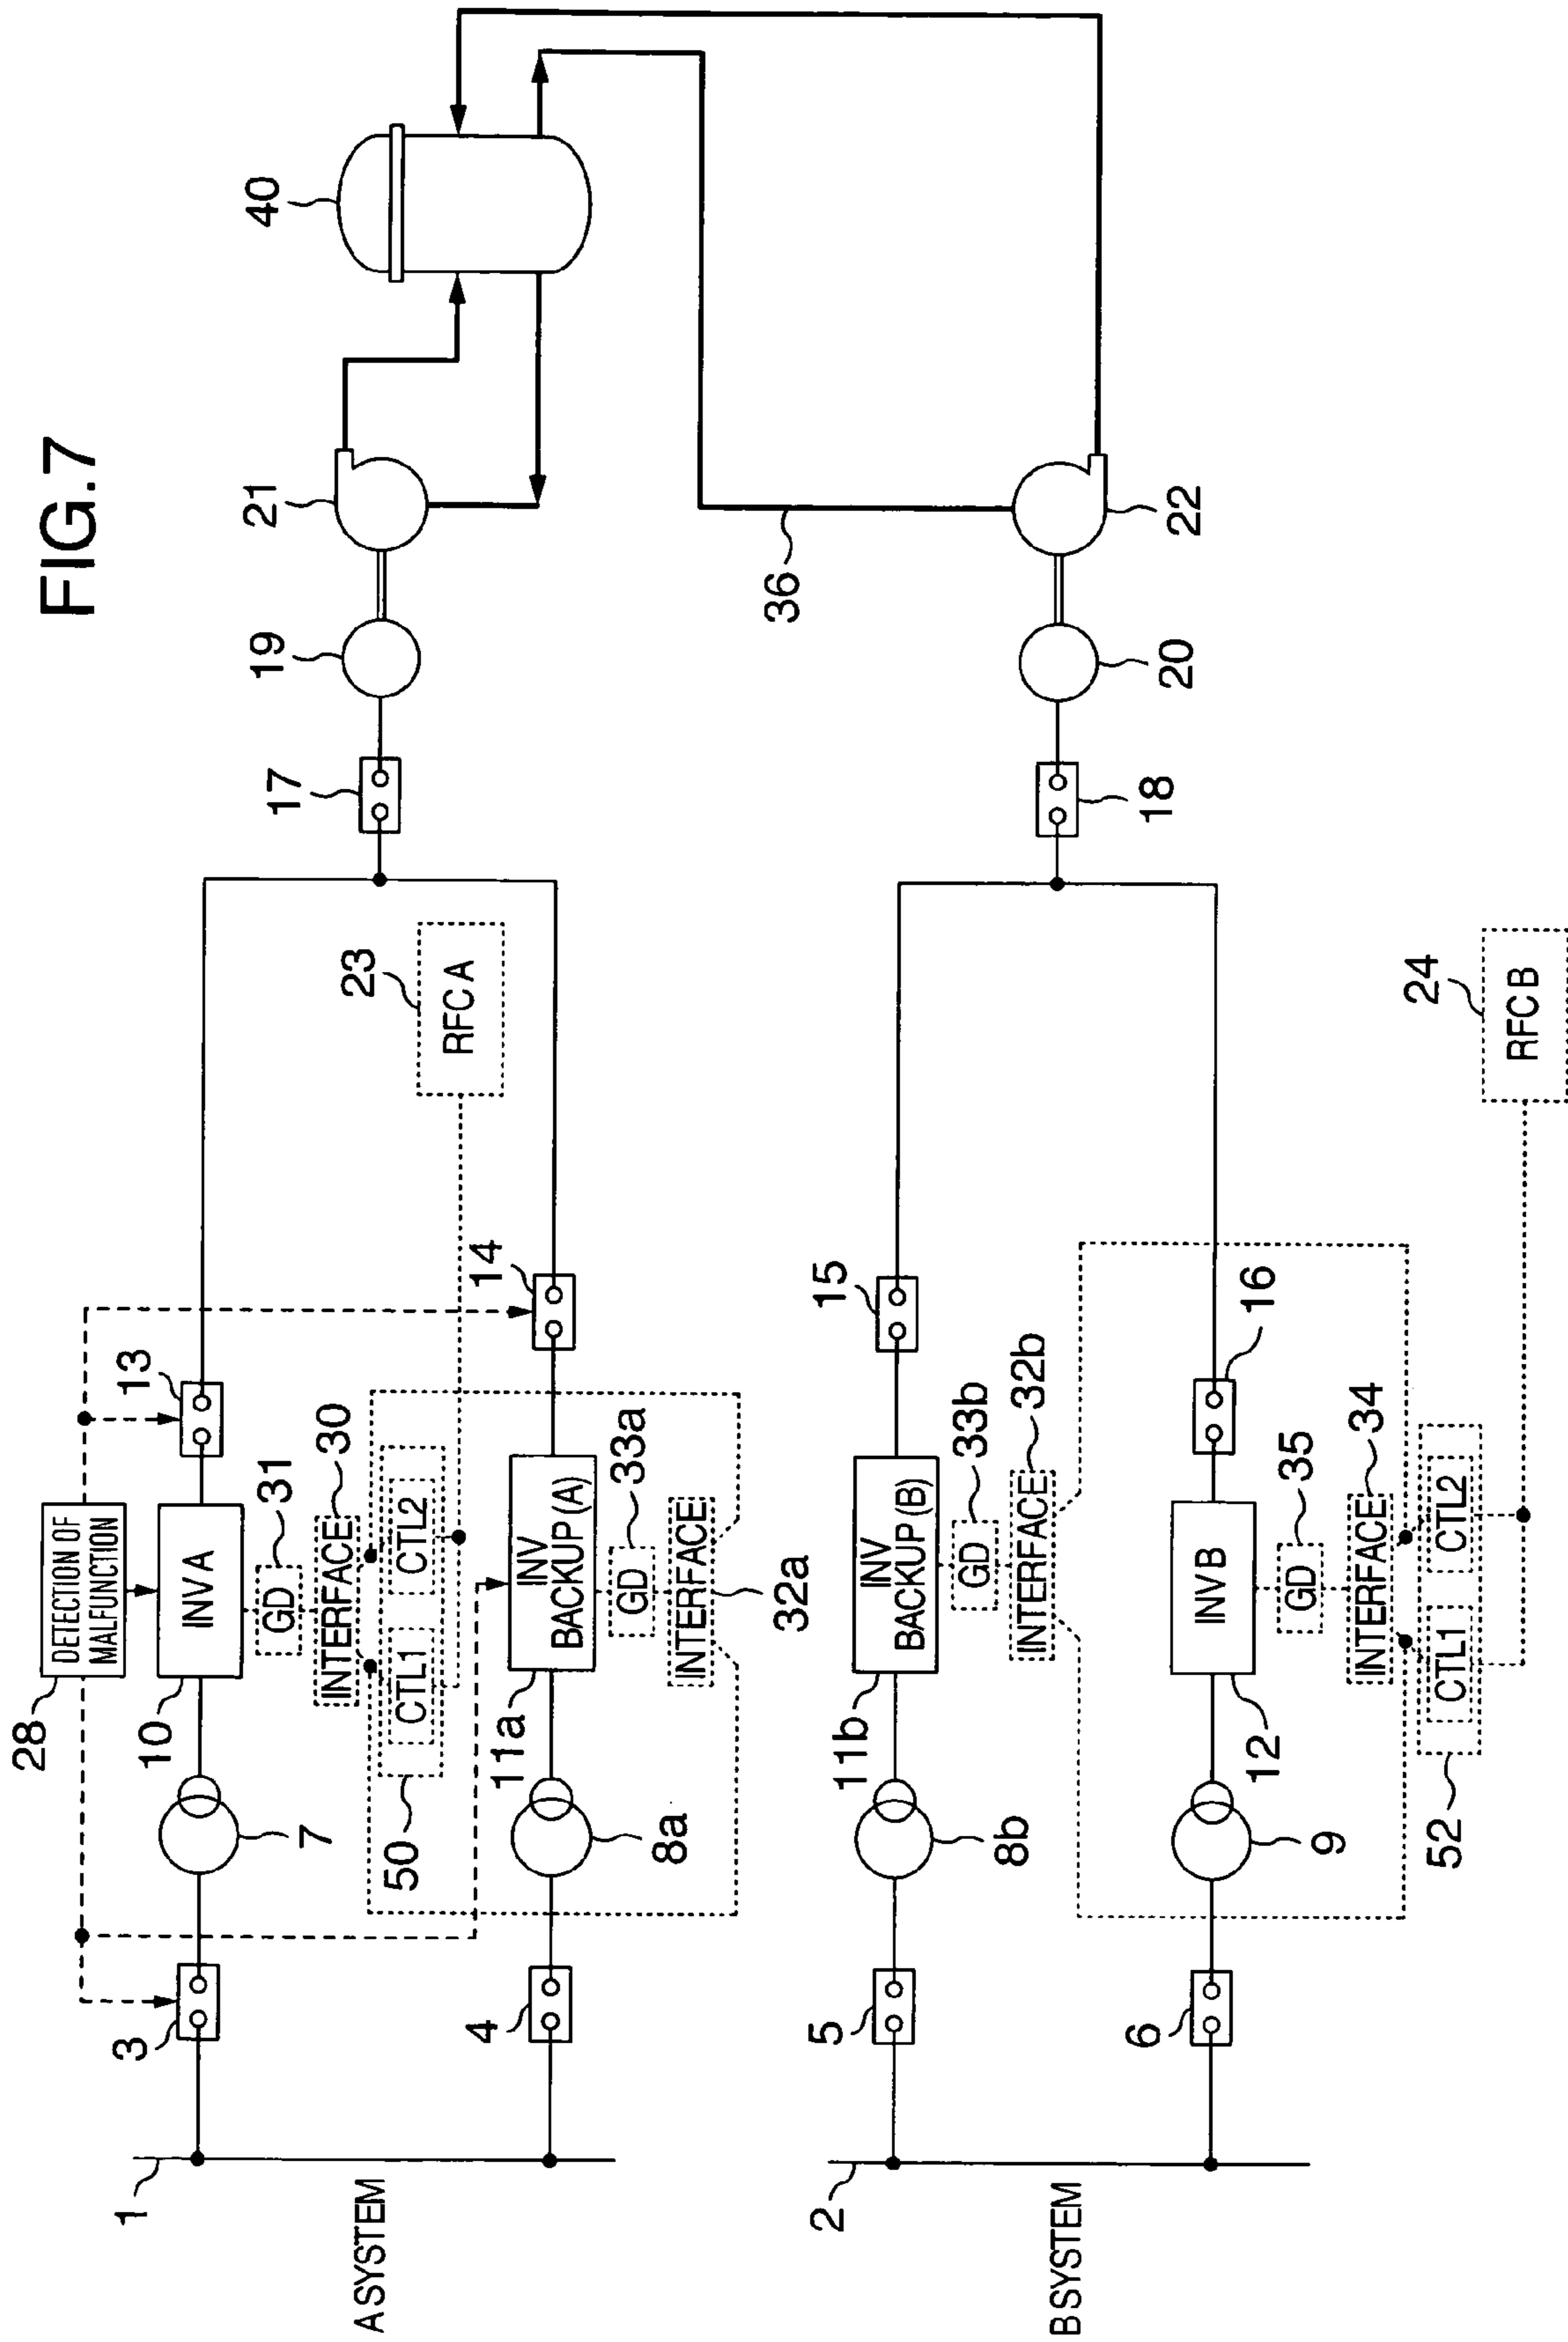 FIG.7
28
DETECTION OF
MALFUNCTION
13
14
10
INV A
31
GD
30
INTERFACE
3
7
50
CTL1
CTL2
23
RFC A
17
19
21
40
1
A SYSTEM
4
8a
11a
INV
BACKUP (A)
33a
GD
INTERFACE
32a
36
2
B SYSTEM
5
8b
11b
INV
BACKUP (B)
15
33b
GD
32b
INTERFACE
18
20
22
6
9
12
INV B
16
35
GD
34
INTERFACE
52
CTL1
CTL2
24
RFC B